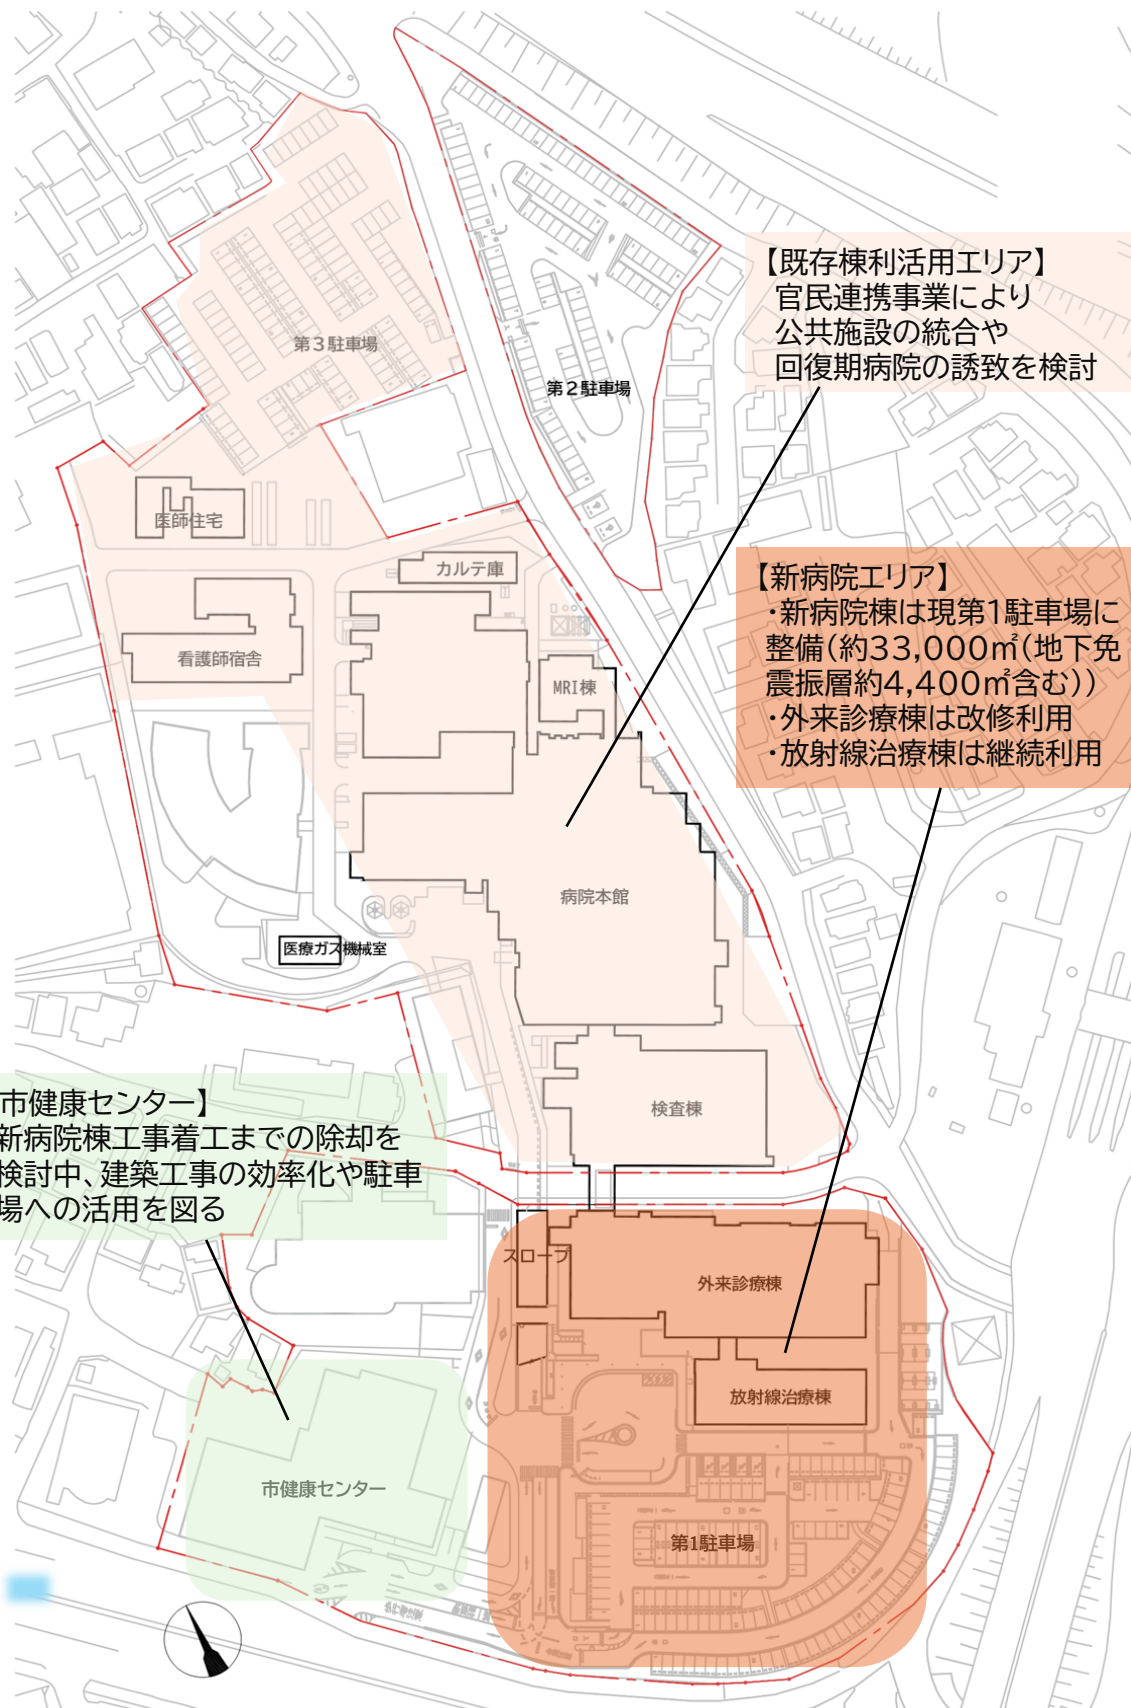 【既存棟利活用エリア】
官民連携事業により
公共施設の統合や
回復期病院の誘致を検討
第3駐車場
第2駐車場
医師住宅
カルテ庫
【新病院エリア】
・新病院棟は現第1駐車場に
整備(約33,000㎡(地下免
震振層約4,400㎡含む))
・外来診療棟は改修利用
・放射線治療棟は継続利用
看護師宿舎
MRI棟
病院本館
医療ガス機械室
検査棟
市健康センター】
新病院棟工事着工までの除却を
検討中、建築工事の効率化や駐車
場への活用を図る
スロープ
外来診療棟
放射線治療棟
市健康センター
第1駐車場